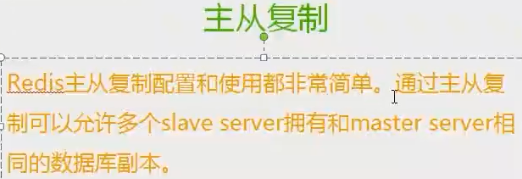 主从复制
Redis主从复制配置和使用都非常简单。通过主从复
制可以允许多个slave server拥有和master server相
同的数据库副本。